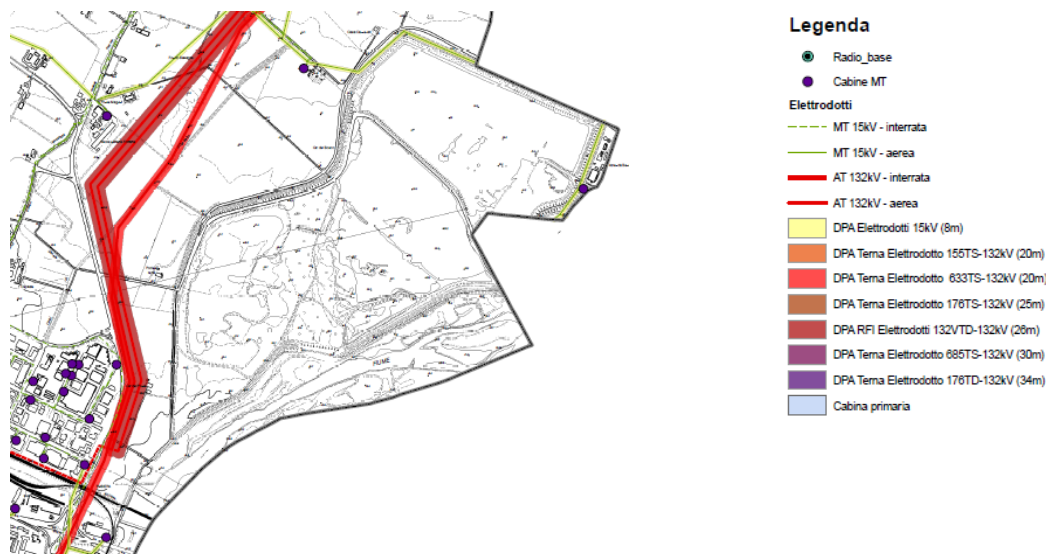 Legenda
Radio_base
Cabine MT
Elettrodotti
MT 15kV - interrata
MT 15kV - aerea
AT 132kV - interrata
AT 132kV - aerea
DPA Elettrodotti 15kV (8m)
DPA Terna Elettrodotto 155TS-132kV (20m)
DPA Terna Elettrodotto 633TS-132kV (20m)
DPA Terna Elettrodotto 176TS-132kV (25m)
DPA RFI Elettrodotti 132VTD-132kV (26m)
DPA Terna Elettrodotto 685TS-132kV (30m)
DPA Terna Elettrodotto 176TD-132kV (34m)
Cabina primaria
FIUME